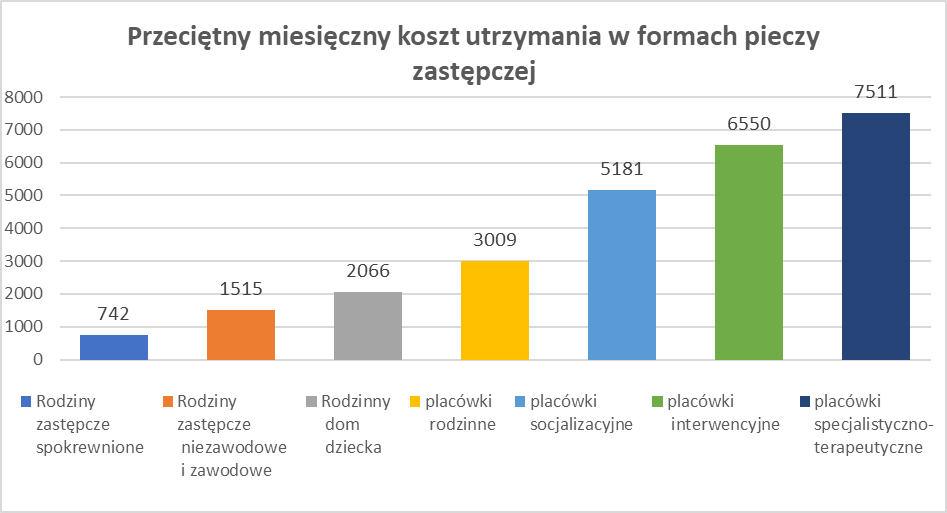 Przeciętny miesięczny koszt utrzymania w formach pieczy
zastępczej
8000
7000
6000
5000
4000
3000
2000
1000
0
742
1515
2066
3009
5181
6550
7511
Rodziny
zastępcze
spokrewnione
Rodziny
zastępcze
niezawodowe
i zawodowe
Rodzinny
dom
dziecka
placówki
rodzinne
placówki
socjalizacyjne
placówki
interwencyjne
placówki
specjalistyczno-
terapeutyczne